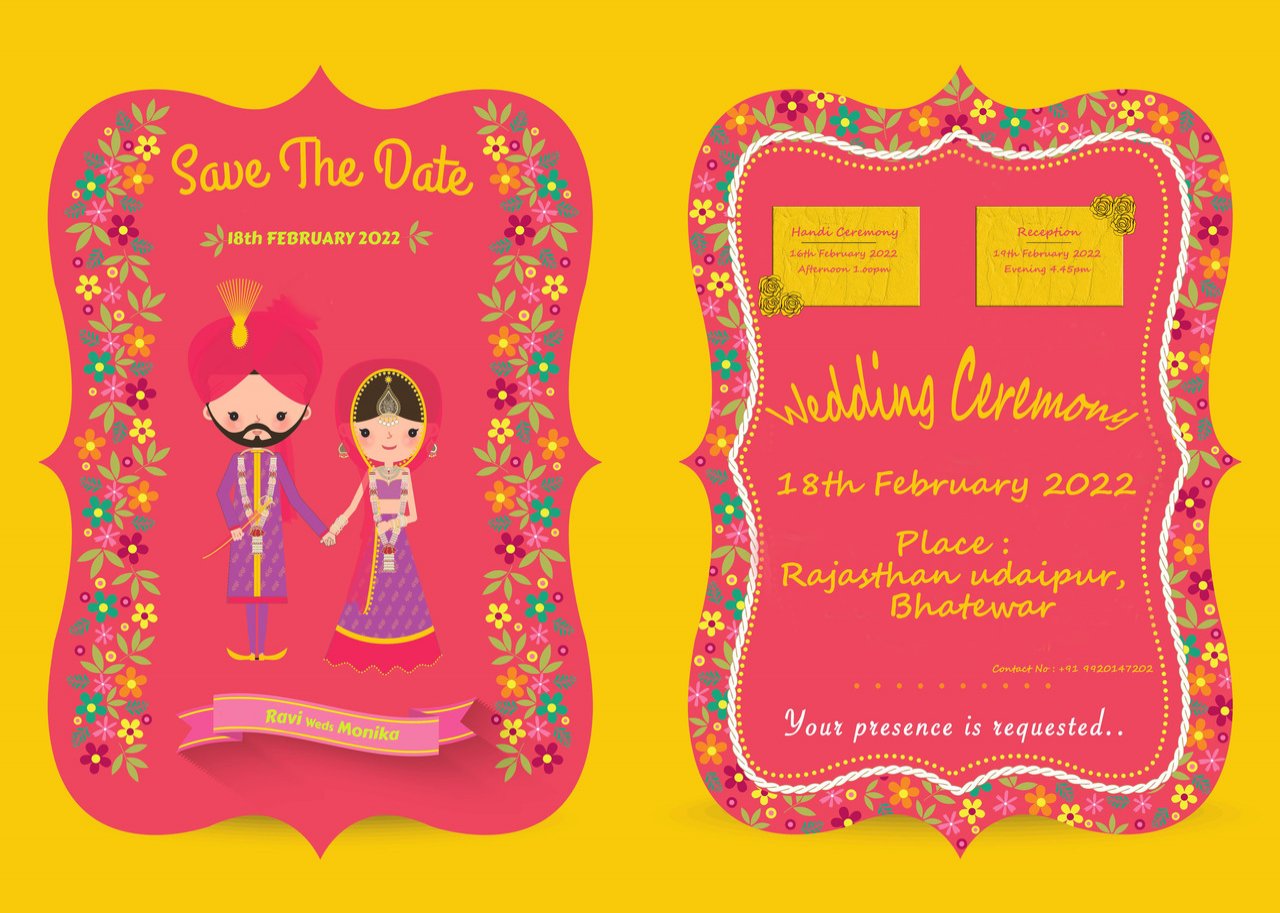 Save The Date
18th FEBRUARY 2022
Ravi Weds Monika
Handi Ceremony
16th February 2022
Afternoon 1.00pm
Reception
19th February 2022
Evening 4.45pm
Wedding Ceremony
18th February 2022
Place :
Rajasthan udaipur,
Bhatewar
Contact No : +91 9920147202
Your presence is requested..